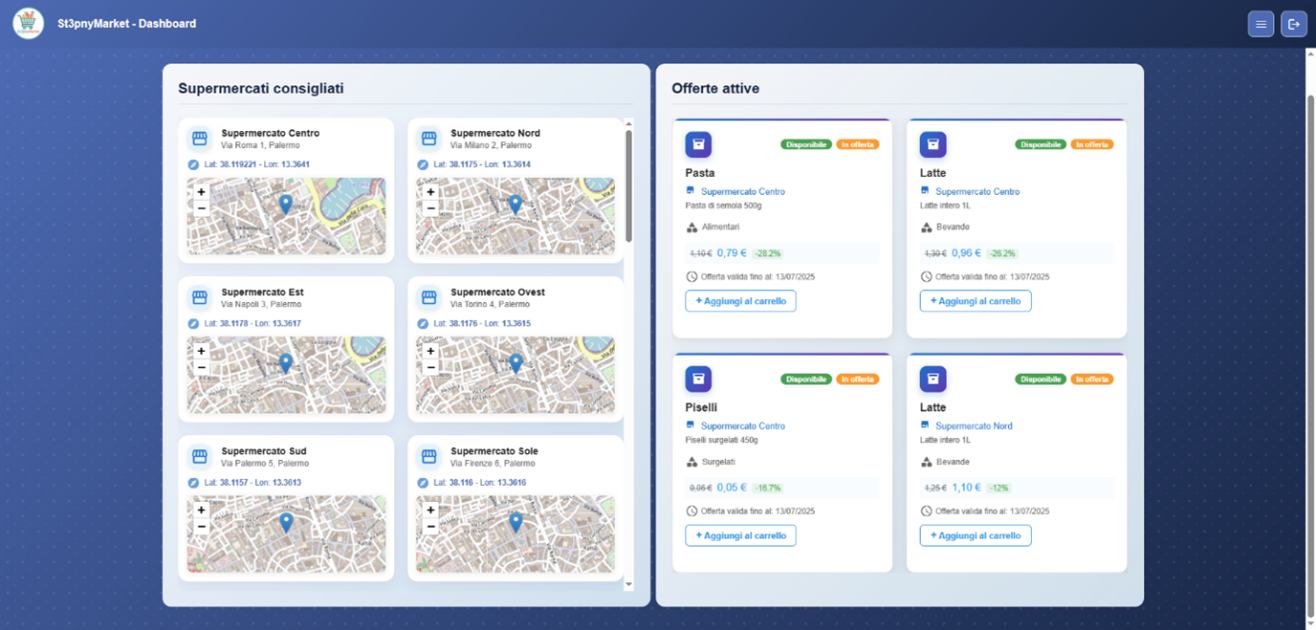 St3pnyMarket - Dashboard
Supermercati consigliati
Supermercato Centro
Via Roma 1, Palermo
Lat: 38.119221 - Lon: 13.3641
+
−
Via della Cala
Supermercato Nord
Via Milano 2, Palermo
Lat: 38.1175 - Lon: 13.3614
+
−
Supermercato Est
Via Napoli 3, Palermo
Lat: 38.1178 - Lon: 13.3617
+
−
Supermercato Ovest
Via Torino 4, Palermo
Lat: 38.1176 - Lon: 13.3615
+
−
Supermercato Sud
Via Palermo 5, Palermo
Lat: 38.1157 - Lon: 13.3613
+
−
Supermercato Sole
Via Firenze 6, Palermo
Lat: 38.116 - Lon: 13.3616
+
−
Offerte attive
Disponibile In offerta
Pasta
Supermercato Centro
Pasta di semola 500g
Alimentari
1,10 € 0,79 € -28.2%
Offerta valida fino al: 13/07/2025
+ Aggiungi al carrello
Disponibile In offerta
Latte
Supermercato Centro
Latte intero 1L
Bevande
1,30 € 0,96 € -26.2%
Offerta valida fino al: 13/07/2025
+ Aggiungi al carrello
Disponibile In offerta
Piselli
Supermercato Centro
Piselli surgelati 450g
Surgelati
0,06 € 0,05 € -16.7%
Offerta valida fino al: 13/07/2025
+ Aggiungi al carrello
Disponibile In offerta
Latte
Supermercato Nord
Latte intero 1L
Bevande
1,25 € 1,10 € -12%
Offerta valida fino al: 13/07/2025
+ Aggiungi al carrello